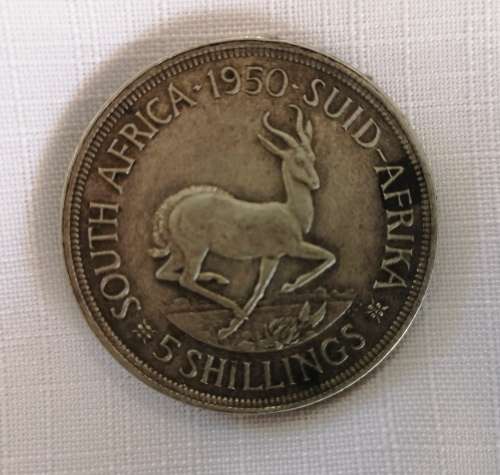 SOUTH AFRICA · 1950 · SUID-AFRIKA
5 SHILLINGS